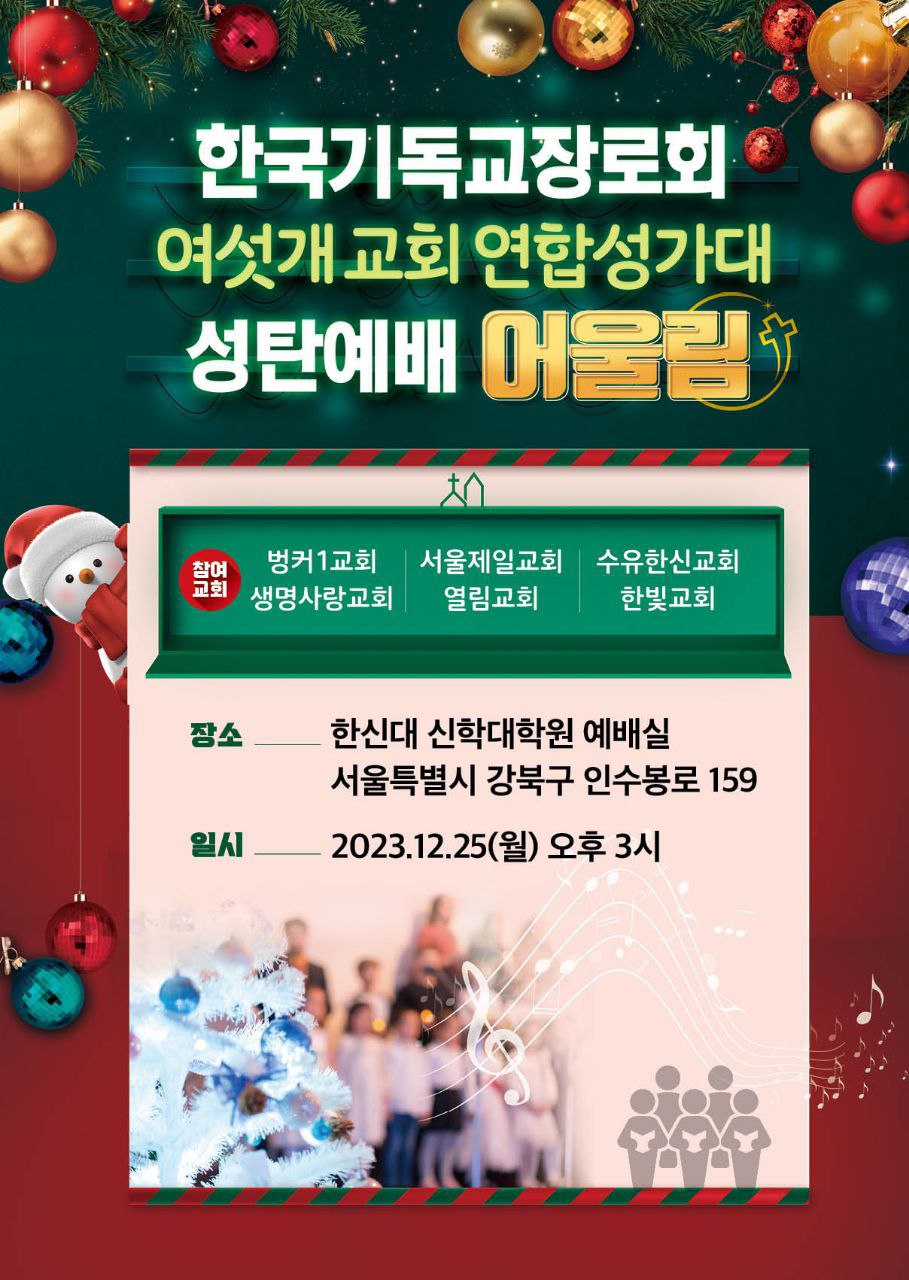 한국기독교장로회
여섯개 교회 연합성가대
성탄예배 어울림
참여
교회
벙커1교회 서울제일교회 수유한신교회
생명사랑교회 열림교회 한빛교회
장소 한신대 신학대학원 예배실
서울특별시 강북구 인수봉로 159
일시 2023.12.25(월) 오후 3시